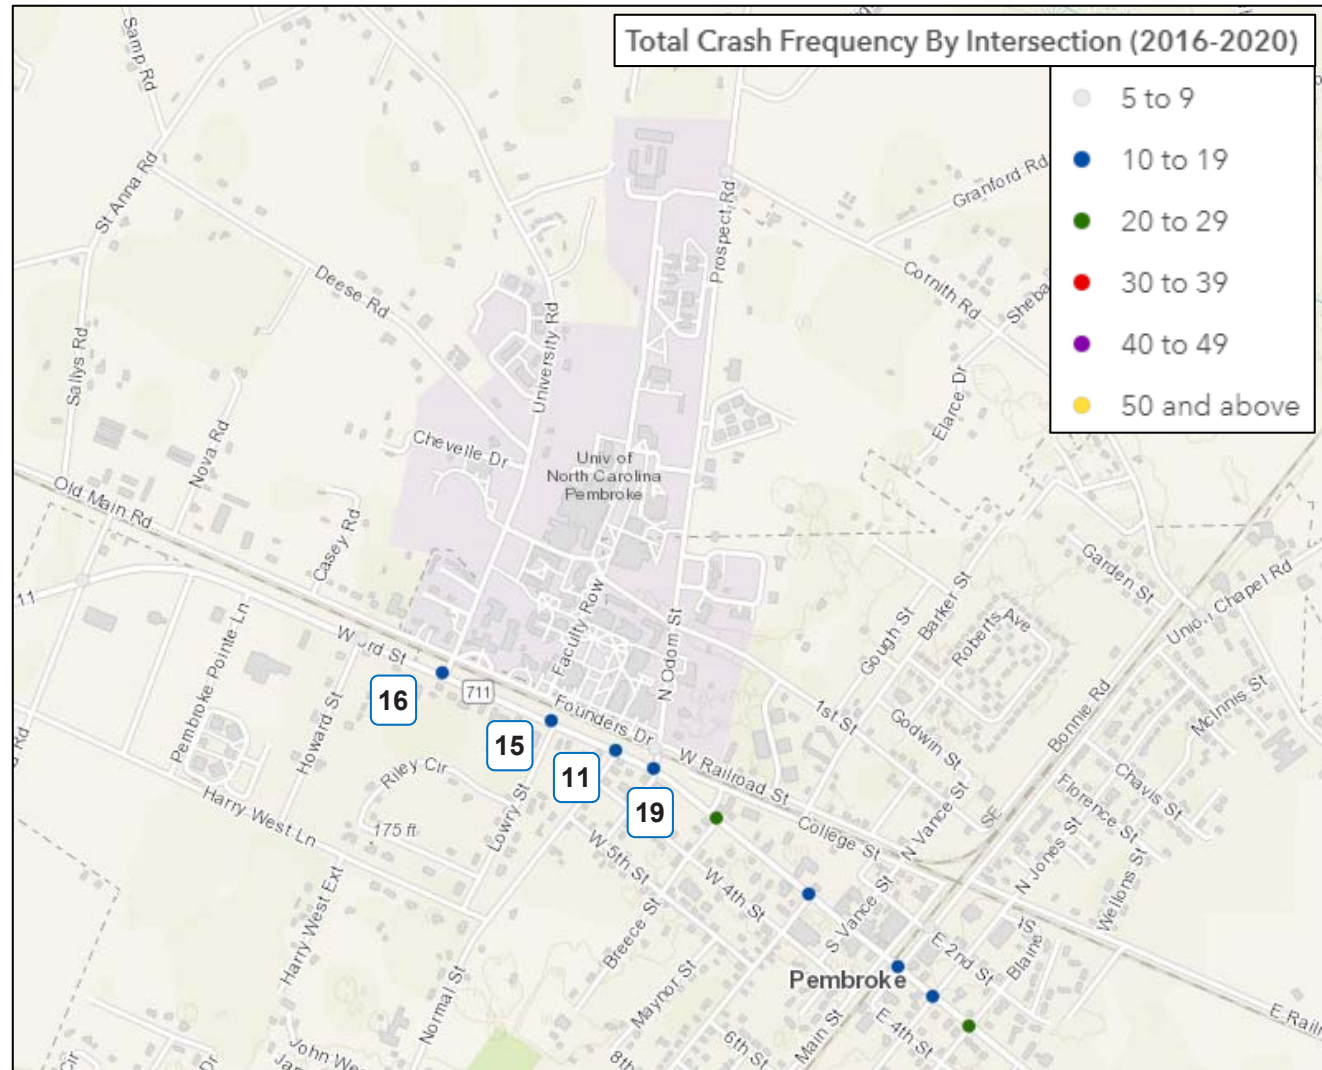 Total Crash Frequency By Intersection (2016-2020)
5 to 9
10 to 19
20 to 29
30 to 39
40 to 49
50 and above
Samp Rd
St Anna Rd
Sallys Rd
Deese Rd
University Rd
Prospect Rd
Granford Rd
Cornith Rd
Elarce Dr
Nova Rd
Chevelle Dr
Univ of
North Carolina
Pembroke
Old Main Rd
Casey Rd
Garden St
Union Chapel Rd
11
Pembroke Pointe Ln
Howard St
Faculty Row
N Odom St
Gough St
Barker St
Roberts Ave
Bonnie Rd
McInnis St
16
711
15
Founders Dr
11
19
W Railroad St
1st St
Godwin St
Riley Cir
175 ft
Harry West Ln
Lowry St
College St
N Vance St
SE
Florence St
Chavis St
N Jones St
Wellons St
Harry West Ext
Normal St
W 5th St
W 4th St
Breece St
Maynor St
S Vance St
E 2nd St
Blaine
Pembroke
Main St
E 4th St
6th St
8th
John We